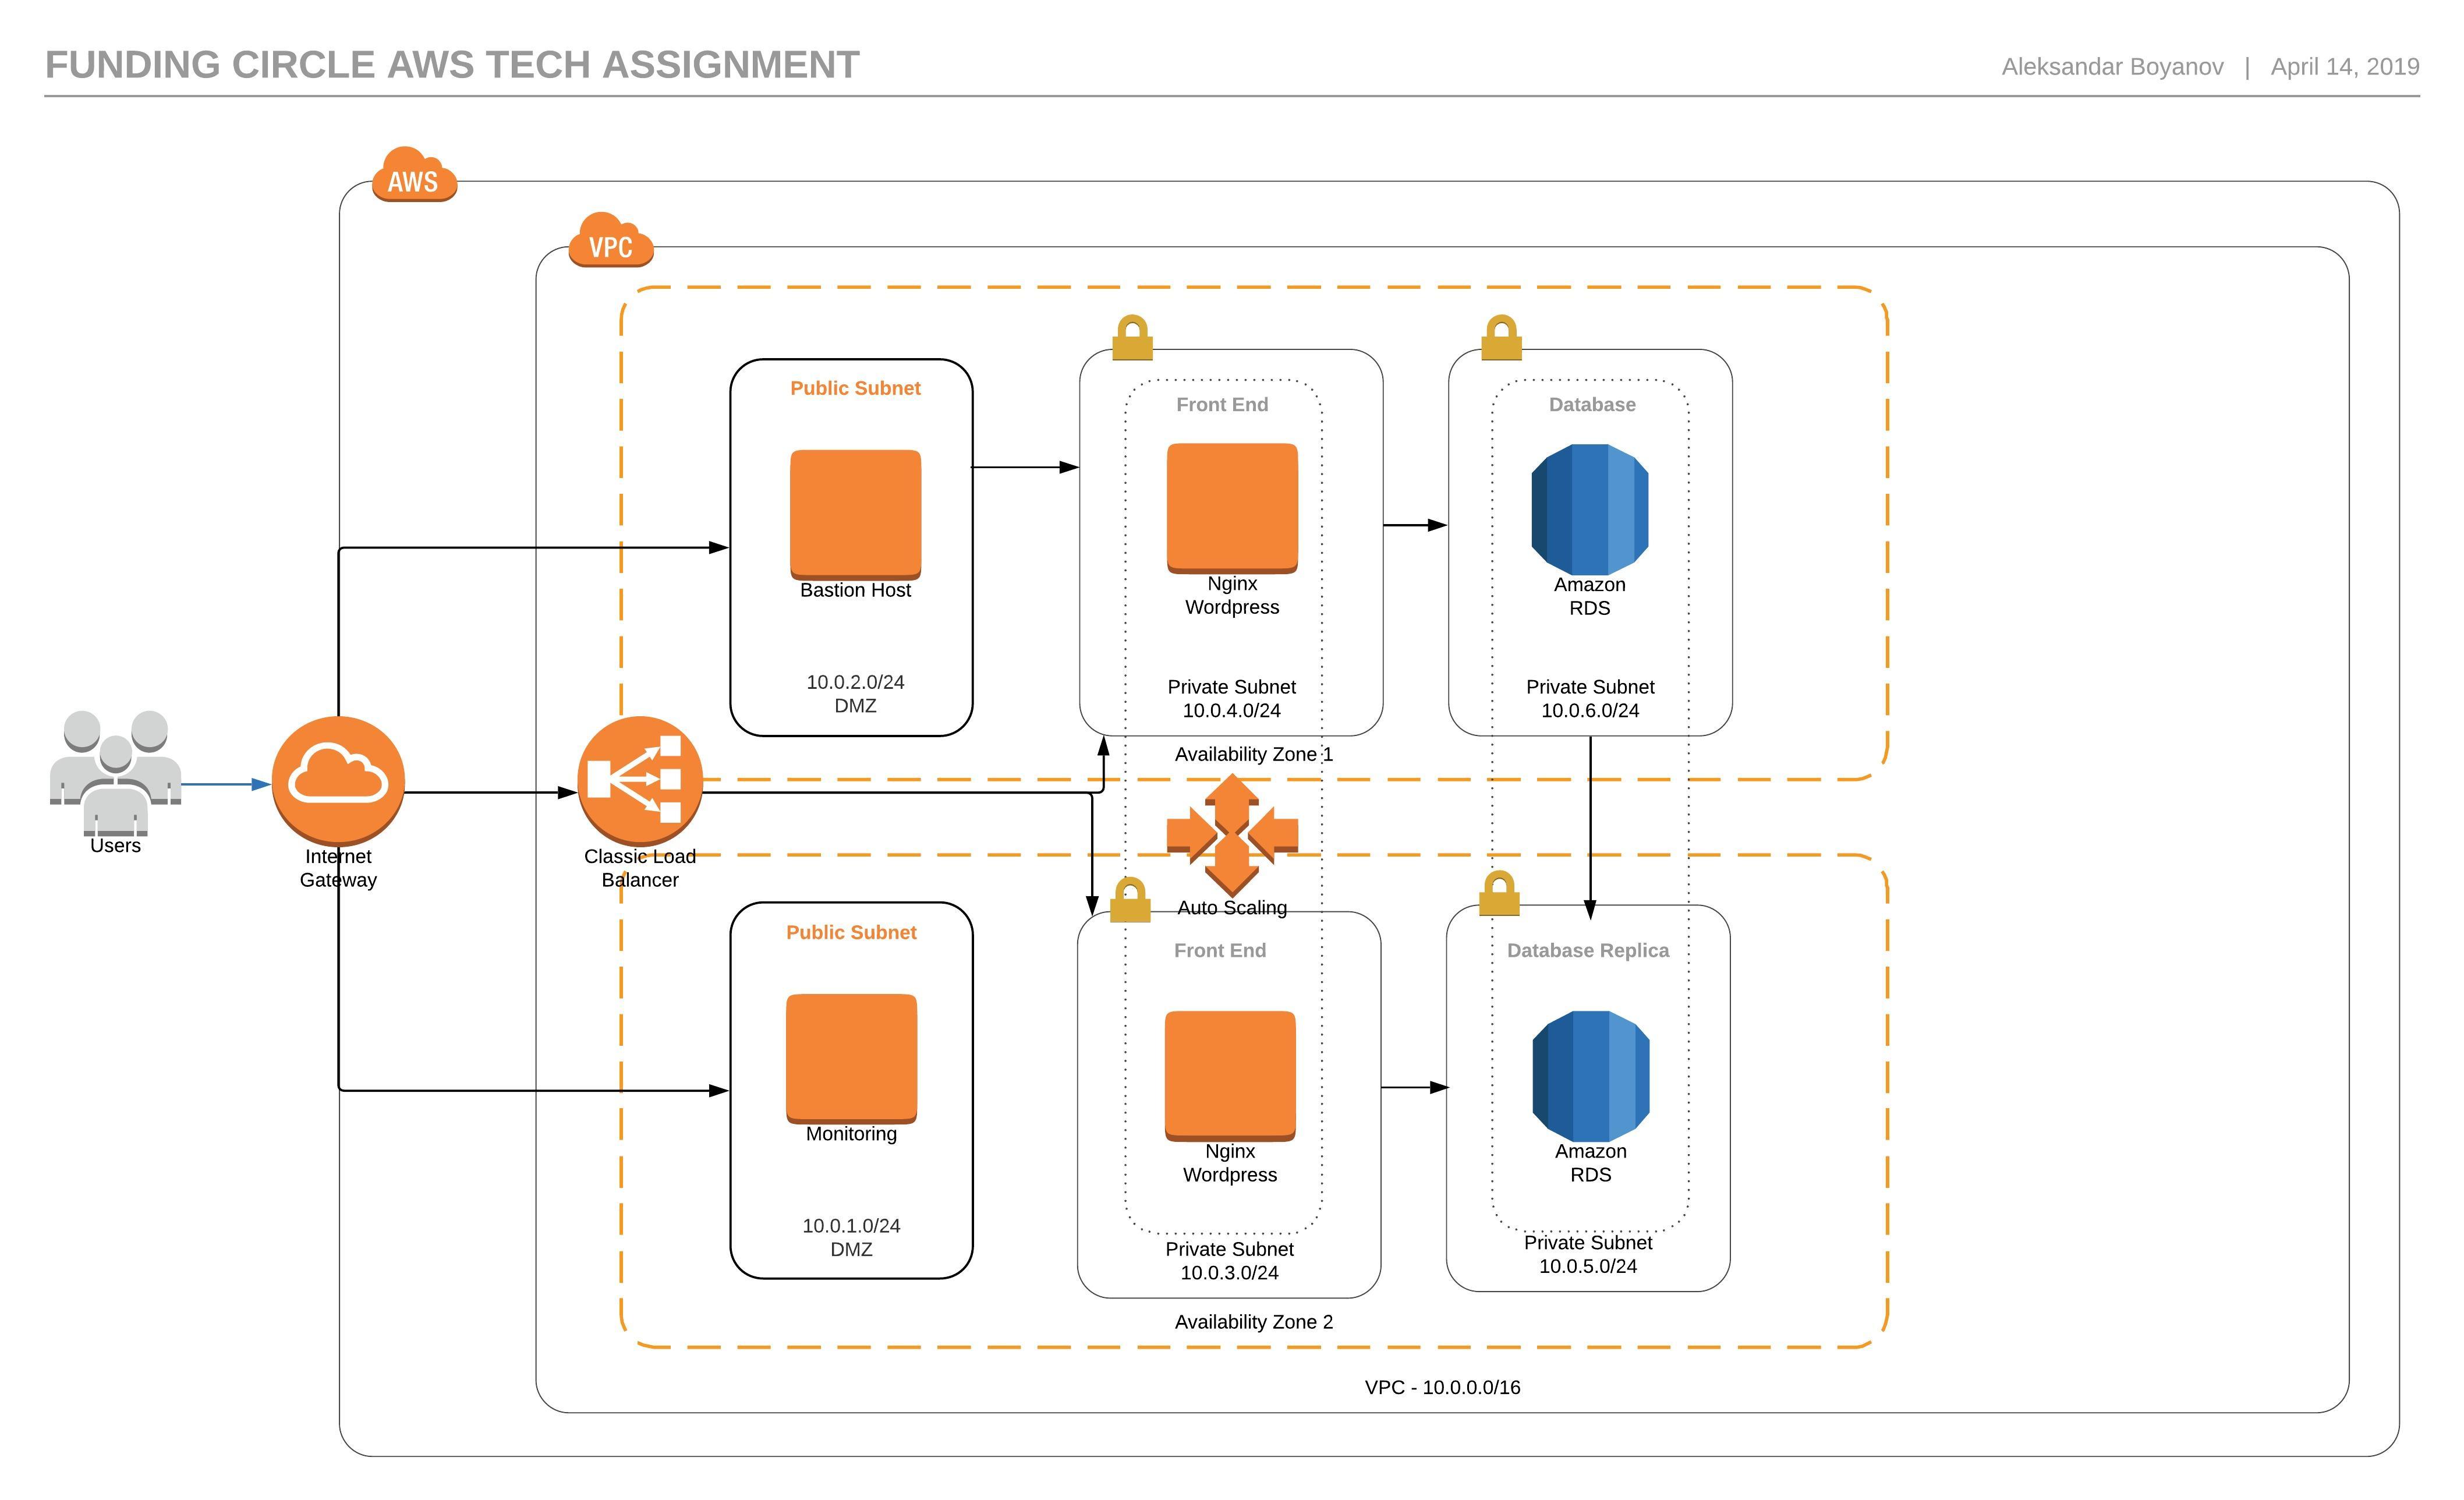 FUNDING CIRCLE AWS TECH ASSIGNMENT
Aleksandar Boyanov | April 14, 2019
AWS
VPC
Public Subnet
Bastion Host
10.0.2.0/24
DMZ
Front End
Nginx
Wordpress
Private Subnet
10.0.4.0/24
Database
Amazon
RDS
Private Subnet
10.0.6.0/24
Availability Zone 1
Users
Internet
Gateway
Classic Load
Balancer
Auto Scaling
Public Subnet
Monitoring
10.0.1.0/24
DMZ
Front End
Nginx
Wordpress
Private Subnet
10.0.3.0/24
Database Replica
Amazon
RDS
Private Subnet
10.0.5.0/24
Availability Zone 2
VPC - 10.0.0.0/16